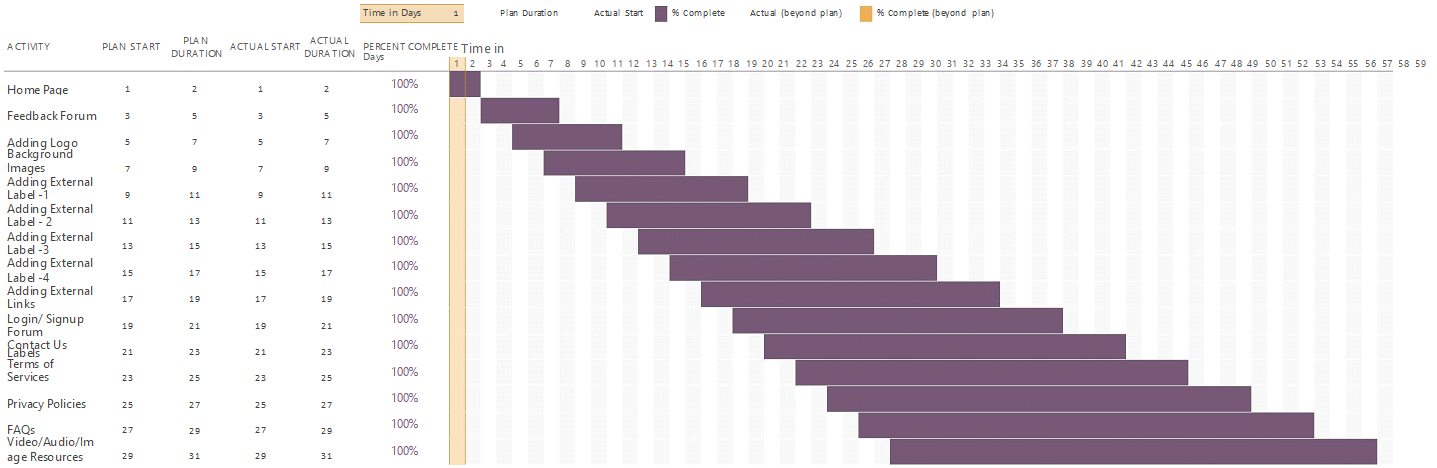 Time in Days 1 Plan Duration Actual Start % Complete Actual (beyond plan) % Complete (beyond plan)
ACTIVITY PLAN START PLAN DURATION ACTUAL START ACTUAL DURATION PERCENT COMPLETE Time in Days
1 2 3 4 5 6 7 8 9 10 11 12 13 14 15 16 17 18 19 20 21 22 23 24 25 26 27 28 29 30 31 32 33 34 35 36 37 38 39 40 41 42 43 44 45 46 47 48 49 50 51 52 53 54 55 56 57 58 59
Home Page 1 2 1 2 100%
Feedback Forum 3 5 3 5 100%
Adding Logo 5 7 5 7 100%
Background
Images 7 9 7 9 100%
Adding External
Label -1 9 11 9 11 100%
Adding External
Label - 2 11 13 11 13 100%
Adding External
Label -3 13 15 13 15 100%
Adding External
Label -4 15 17 15 17 100%
Adding External
Links 17 19 17 19 100%
Login/ Signup
Forum 19 21 19 21 100%
Contact Us
Labels 21 23 21 23 100%
Terms of
Services 23 25 23 25 100%
Privacy Policies 25 27 25 27 100%
FAQs 27 29 27 29 100%
Video/Audio/Im
age Resources 29 31 29 31 100%